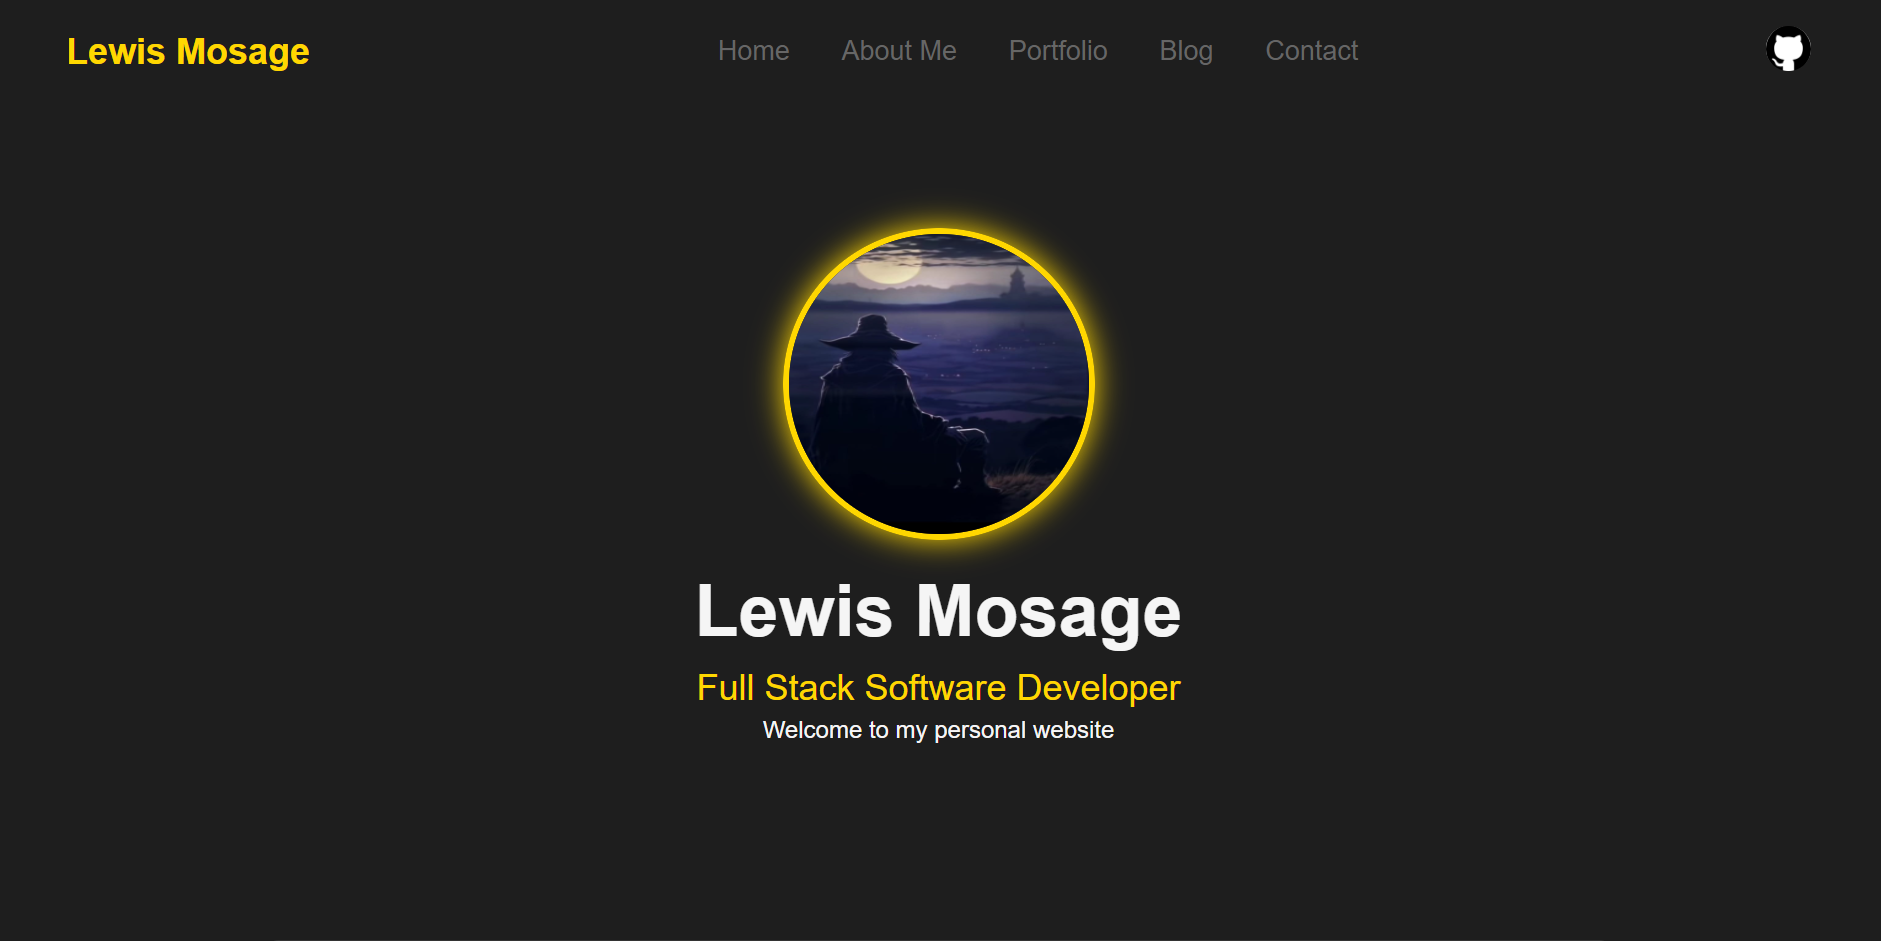 Lewis Mosage
Home About Me Portfolio Blog Contact
Lewis Mosage
Full Stack Software Developer
Welcome to my personal website